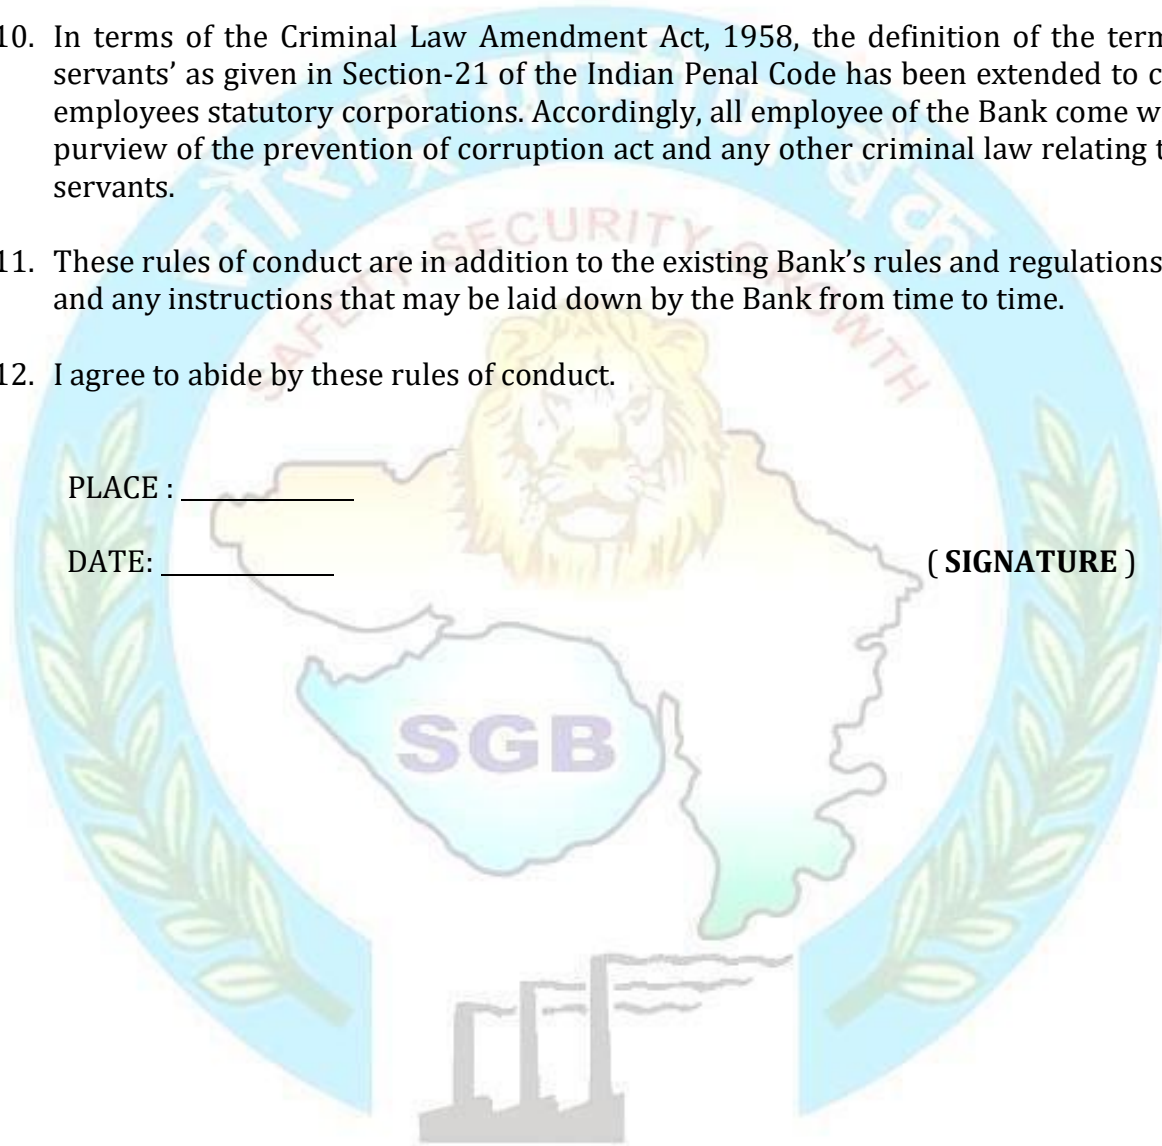 10. In terms of the Criminal Law Amendment Act, 1958, the definition of the term
servants’ as given in Section-21 of the Indian Penal Code has been extended to c
employees statutory corporations. Accordingly, all employee of the Bank come w
purview of the prevention of corruption act and any other criminal law relating t
servants.
सौराष्ट्र ग्रामीण बैंक
SAFETY SECURITY GROWTH
11. These rules of conduct are in addition to the existing Bank’s rules and regulations
and any instructions that may be laid down by the Bank from time to time.
12. I agree to abide by these rules of conduct.
PLACE :
DATE: ( SIGNATURE )
SGB